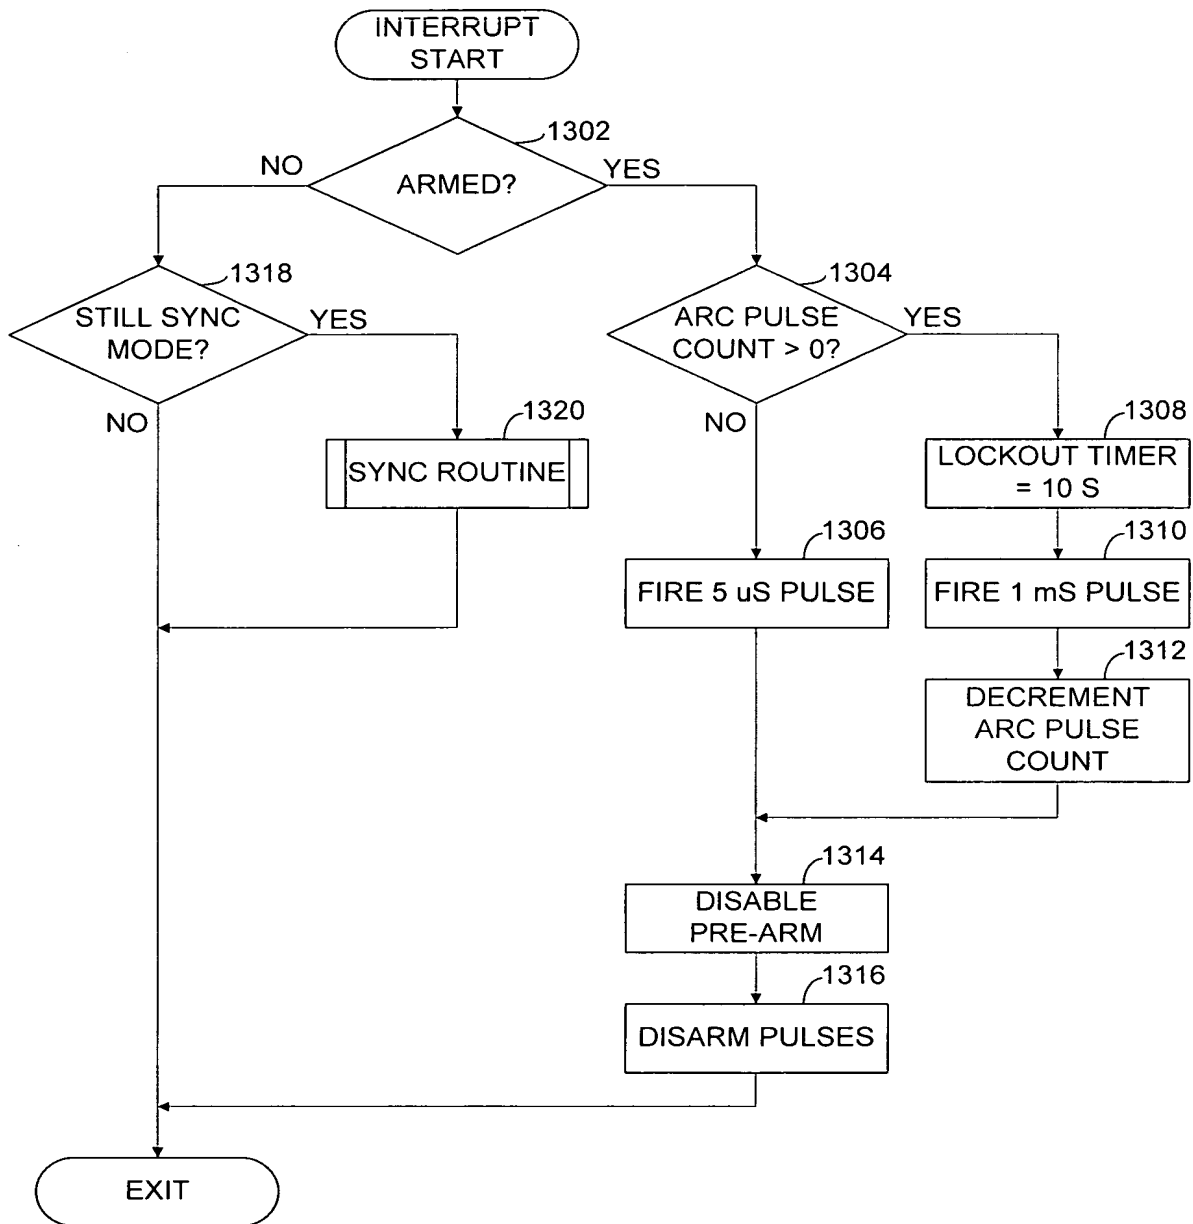 INTERRUPT
START
1302
NO
YES
ARMED?
1318
1304
STILL SYNC
MODE?
YES
ARC PULSE
COUNT > 0?
YES
NO
1320
NO
1308
SYNC ROUTINE
LOCKOUT TIMER
= 10 S
1306
1310
FIRE 5 uS PULSE
FIRE 1 mS PULSE
1312
DECREMENT
ARC PULSE
COUNT
1314
DISABLE
PRE-ARM
1316
DISARM PULSES
EXIT